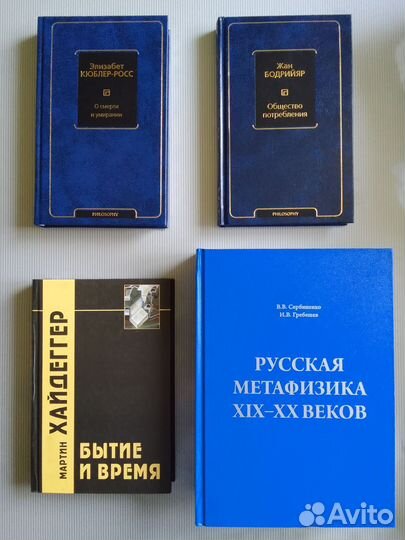 Элизабет
КЮБЛЕР-РОСС
О смерти
и умирании
PHILOSOPHY
Жан
БОДРИЙЯР
Общество
потребления
PHILOSOPHY
МАРТИН
ХАЙДЕГГЕР
БЫТИЕ
И ВРЕМЯ
В.В. Сербиненко
И.В. Гребешев
РУССКАЯ
МЕТАФИЗИКА
XIX–XX ВЕКОВ
Avito